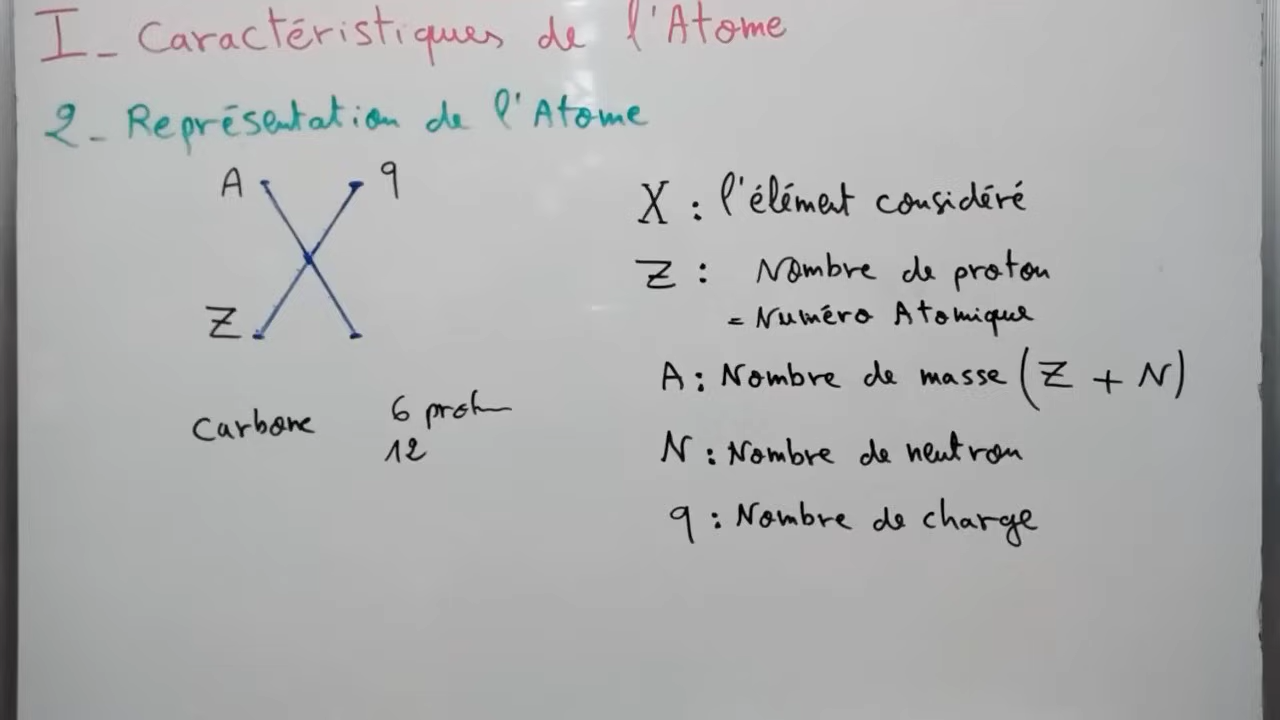 I_ Caractéristiques de l'Atome
2_ Représentation de l'Atome
A X q
Z
Carbone 6 proton
12
X : l'élément considéré
Z : Nombre de proton
= Numéro Atomique
A : Nombre de masse (Z + N)
N : Nombre de neutron
q : Nombre de charge